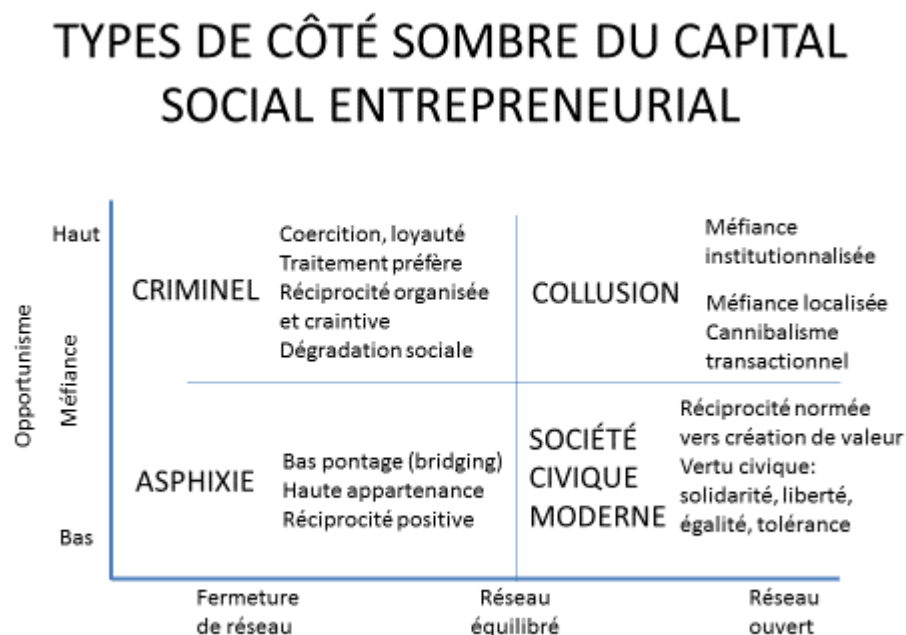 TYPES DE CÔTÉ SOMBRE DU CAPITAL
SOCIAL ENTREPRENEURIAL
Opportunisme
Méfiance
Haut
CRIMINEL
Coercition, loyauté
Traitement préfère
Réciprocité organisée
et craintive
Dégradation sociale
COLLUSION
Méfiance
institutionnalisée
Méfiance localisée
Cannibalisme
transactionnel
Bas
ASPHIXIE
Bas pontage (bridging)
Haute appartenance
Réciprocité positive
SOCIÉTÉ
CIVIQUE
MODERNE
Réciprocité normée
vers création de valeur
Vertu civique:
solidarité, liberté,
égalité, tolérance
Fermeture
de réseau
Réseau
équilibré
Réseau
ouvert